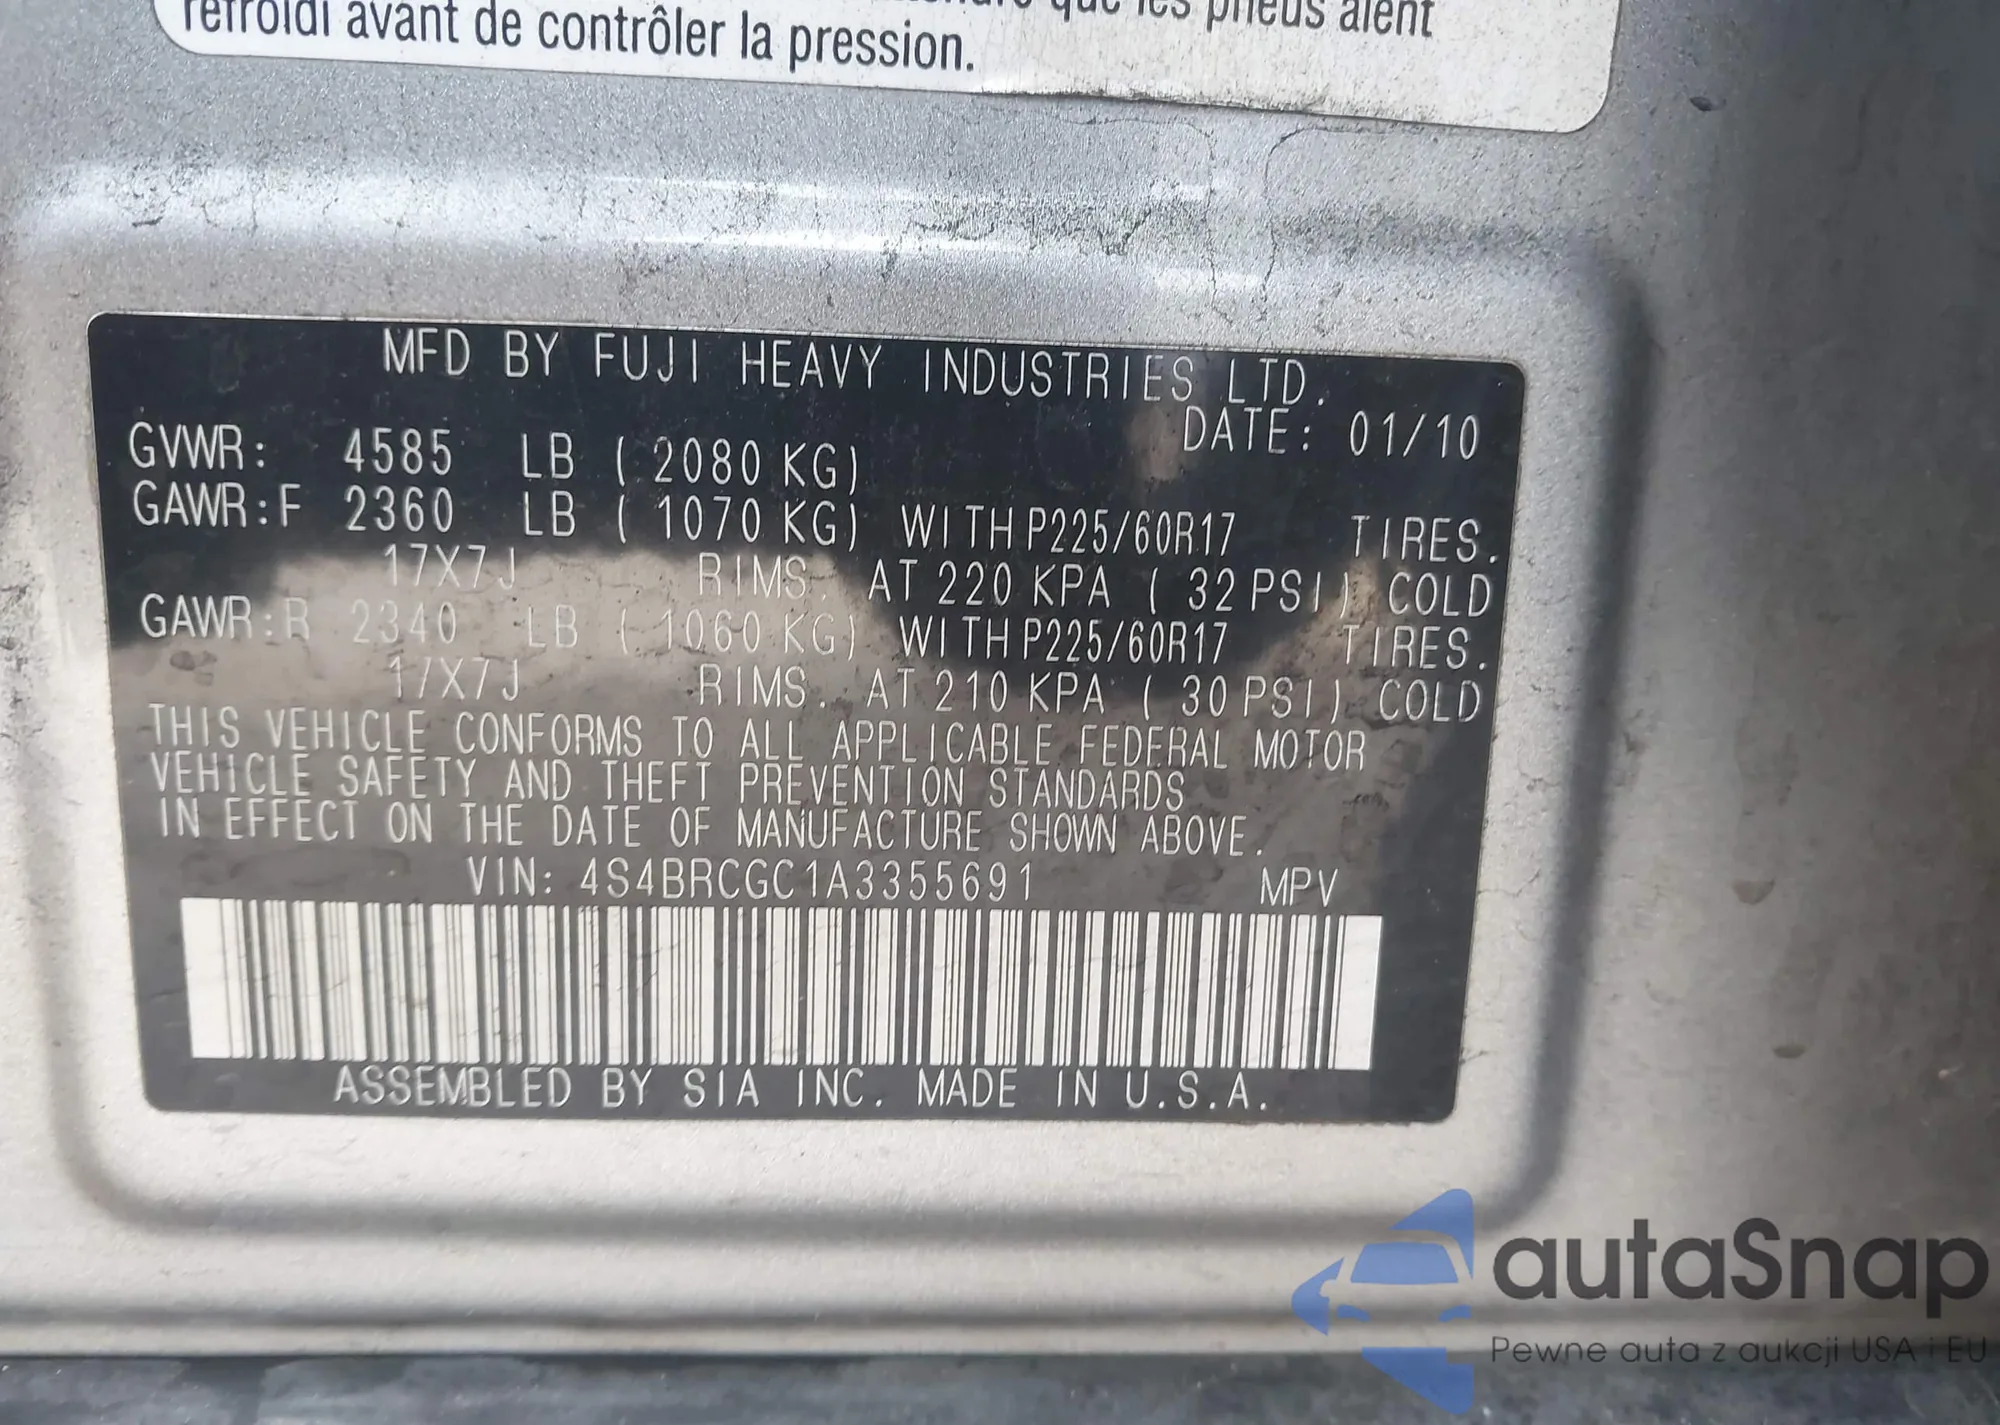 que les pneus aient
refroidi avant de contrôler la pression.
MFD BY FUJI HEAVY INDUSTRIES LTD.
DATE: 01/10
GVWR: 4585 LB ( 2080 KG)
GAWR:F 2360 LB ( 1070 KG) WITH P225/60R17 TIRES.
17X7J RIMS. AT 220 KPA ( 32 PSI) COLD
GAWR:R 2340 LB ( 1060 KG) WITH P225/60R17 TIRES.
17X7J RIMS. AT 210 KPA ( 30 PSI) COLD
THIS VEHICLE CONFORMS TO ALL APPLICABLE FEDERAL MOTOR
VEHICLE SAFETY AND THEFT PREVENTION STANDARDS
IN EFFECT ON THE DATE OF MANUFACTURE SHOWN ABOVE.
VIN: 4S4BRCGC1A3355691 MPV
ASSEMBLED BY SIA INC. MADE IN U.S.A.
autaSnap
Pewne auta z aukcji USA i EU